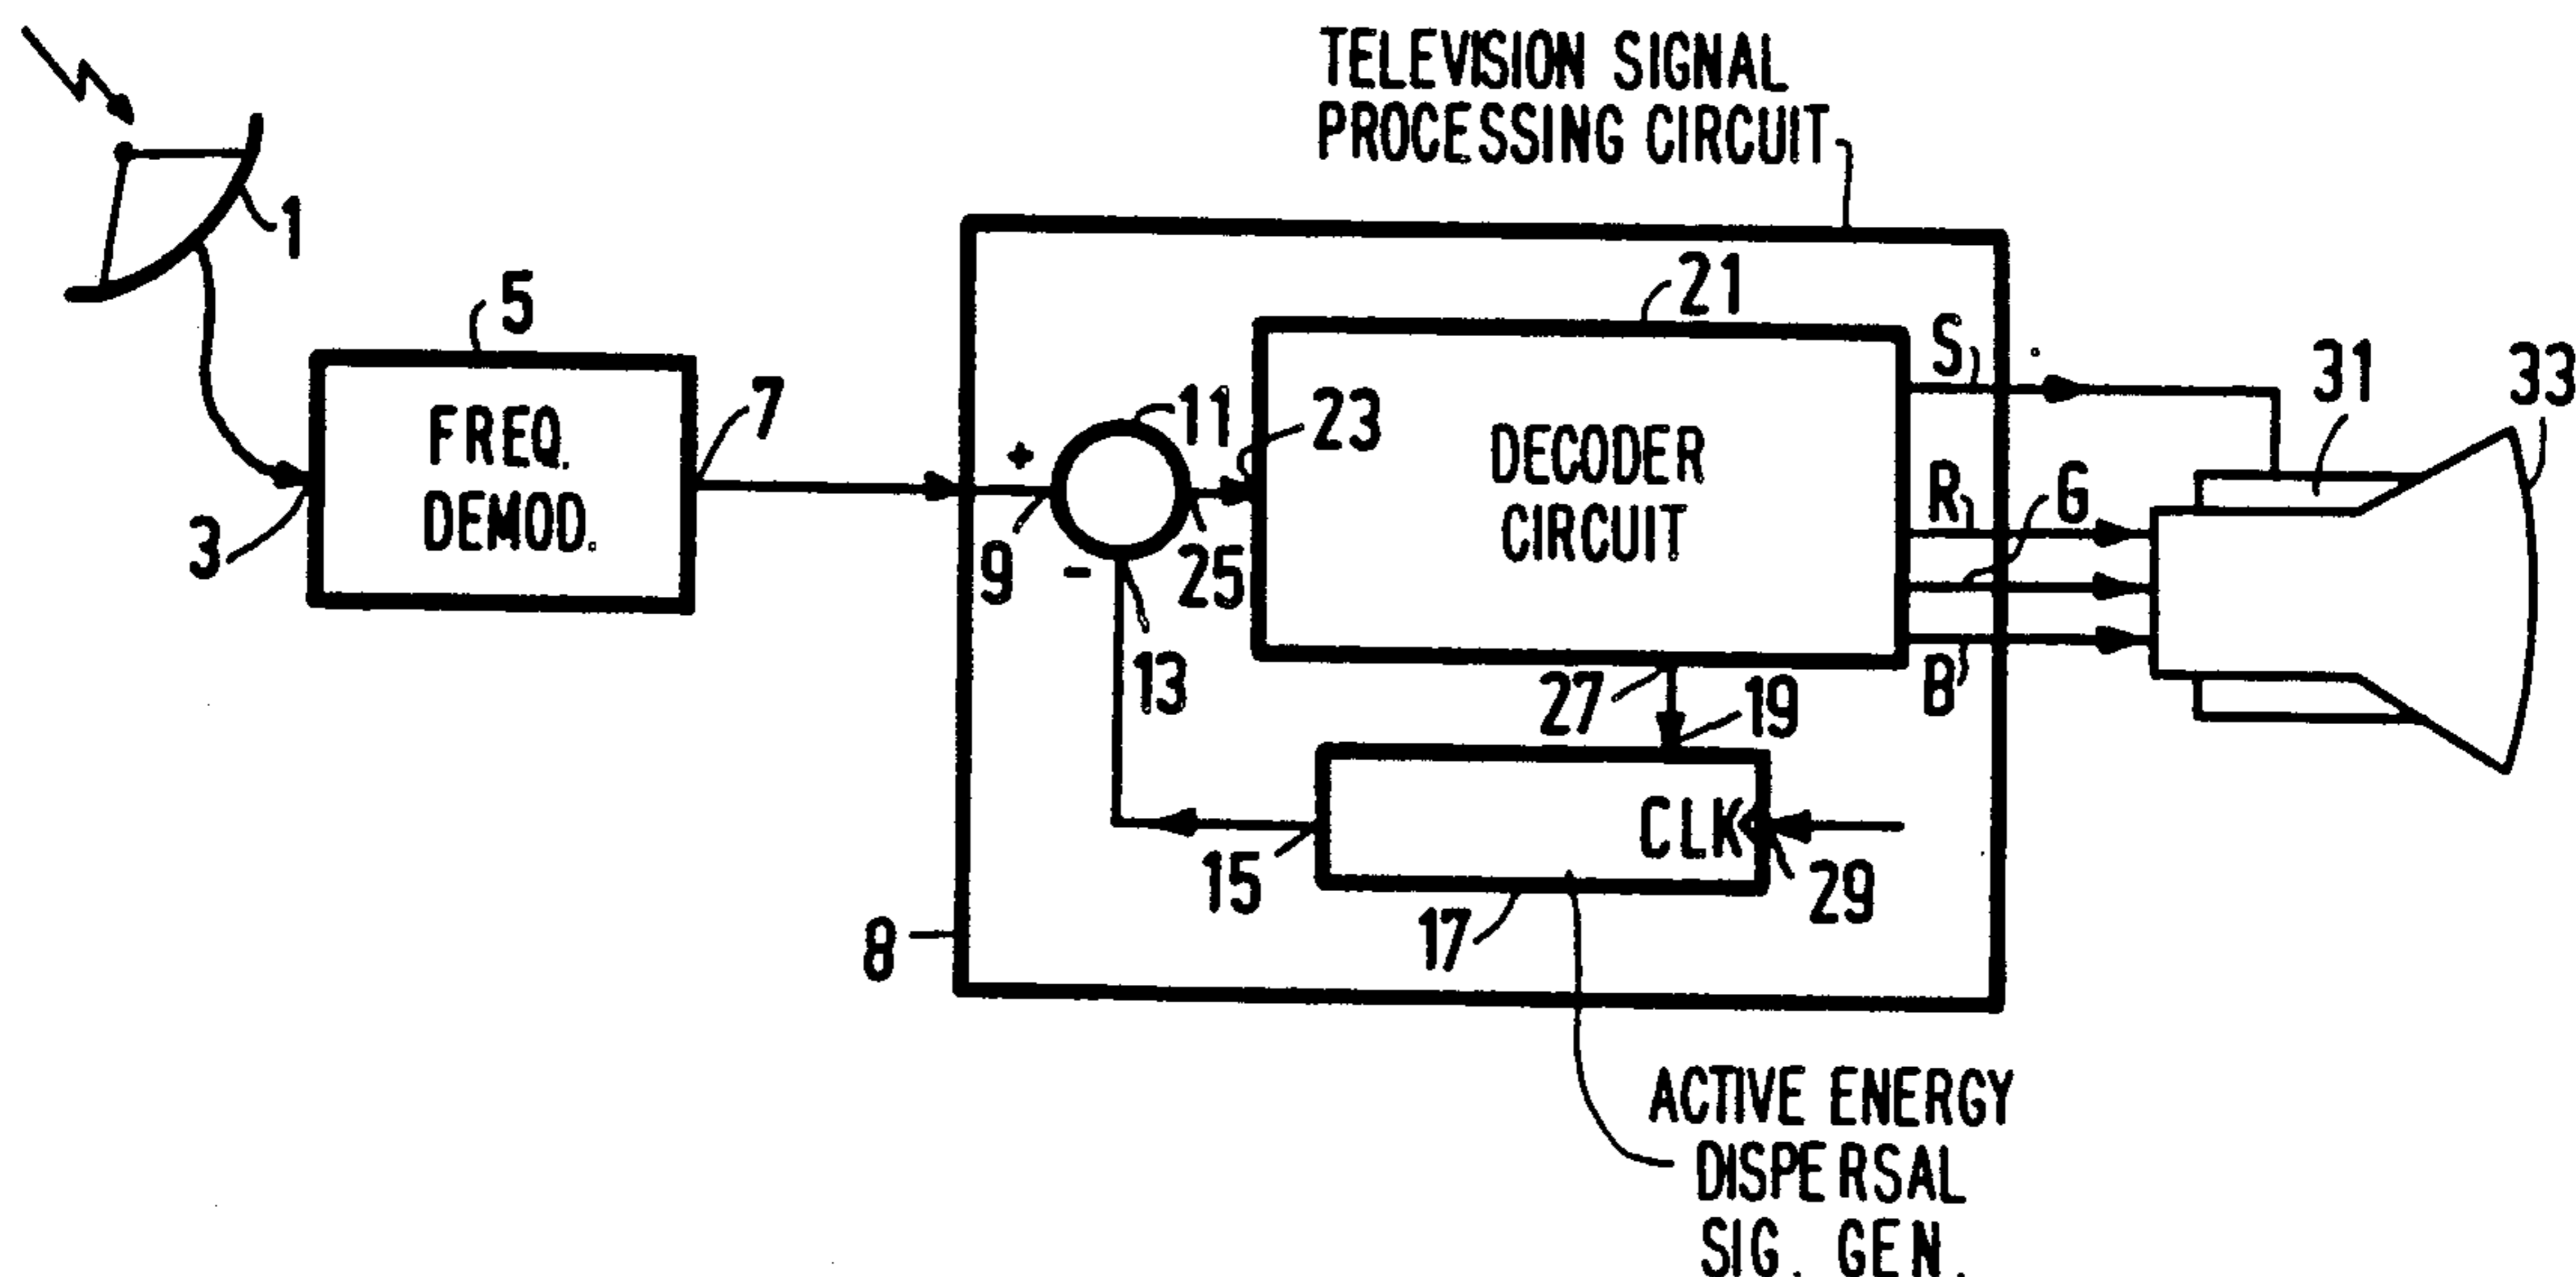 TELEVISION SIGNAL
PROCESSING CIRCUIT
1
5
FREQ.
DEMOD.
3
7
8
+
9
11
-
13
25
23
21
DECODER
CIRCUIT
27
19
15
CLK
17
29
S
R
G
B
31
33
ACTIVE ENERGY
DISPERSAL
SIG. GEN.